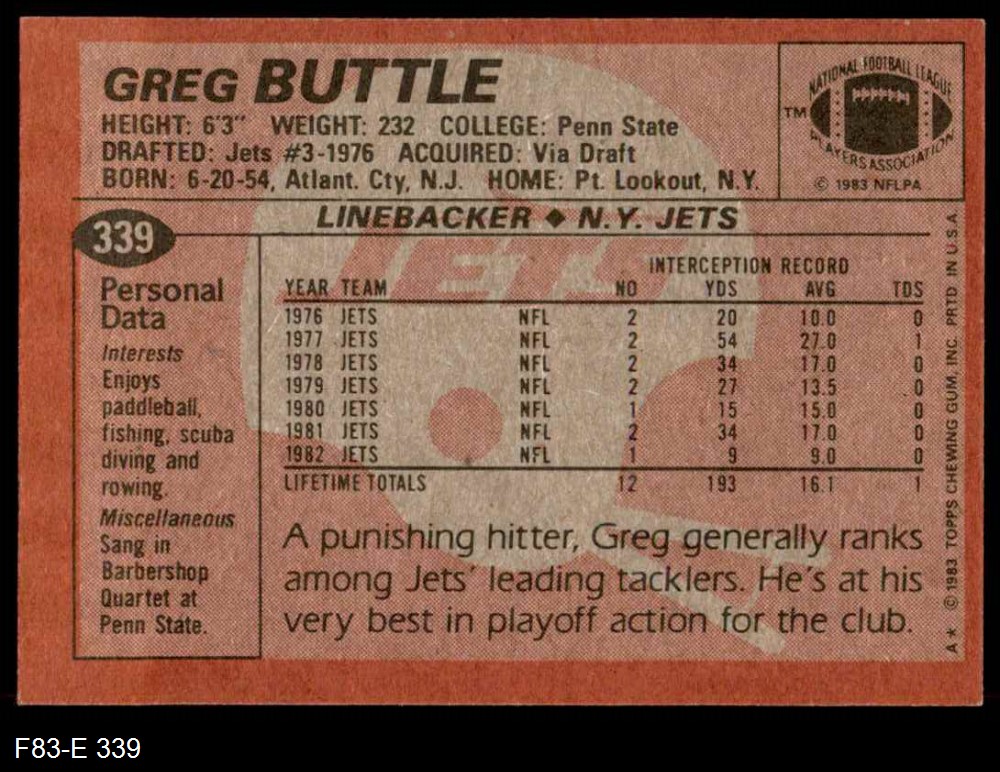 GREG BUTTLE
HEIGHT: 6'3" WEIGHT: 232 COLLEGE: Penn State
DRAFTED: Jets #3-1976 ACQUIRED: Via Draft
BORN: 6-20-54, Atlant. Cty, N.J. HOME: Pt. Lookout, N.Y.
NATIONAL FOOTBALL LEAGUE
TM
PLAYERS ASSOCIATION
© 1983 NFLPA
LINEBACKER ◆ N.Y. JETS
339
JETS
Personal
Data
Interests
Enjoys
paddleball,
fishing, scuba
diving and
rowing.
Miscellaneous
Sang in
Barbershop
Quartet at
Penn State.
INTERCEPTION RECORD
YEAR TEAM NO YDS AVG TDS
1976 JETS NFL 2 20 10.0 0
1977 JETS NFL 2 54 27.0 1
1978 JETS NFL 2 34 17.0 0
1979 JETS NFL 2 27 13.5 0
1980 JETS NFL 1 15 15.0 0
1981 JETS NFL 2 34 17.0 0
1982 JETS NFL 1 9 9.0 0
LIFETIME TOTALS 12 193 16.1 1
A punishing hitter, Greg generally ranks
among Jets' leading tacklers. He's at his
very best in playoff action for the club.
A* © 1983 TOPPS CHEWING GUM, INC. PRTD IN U.S.A.
F83-E 339